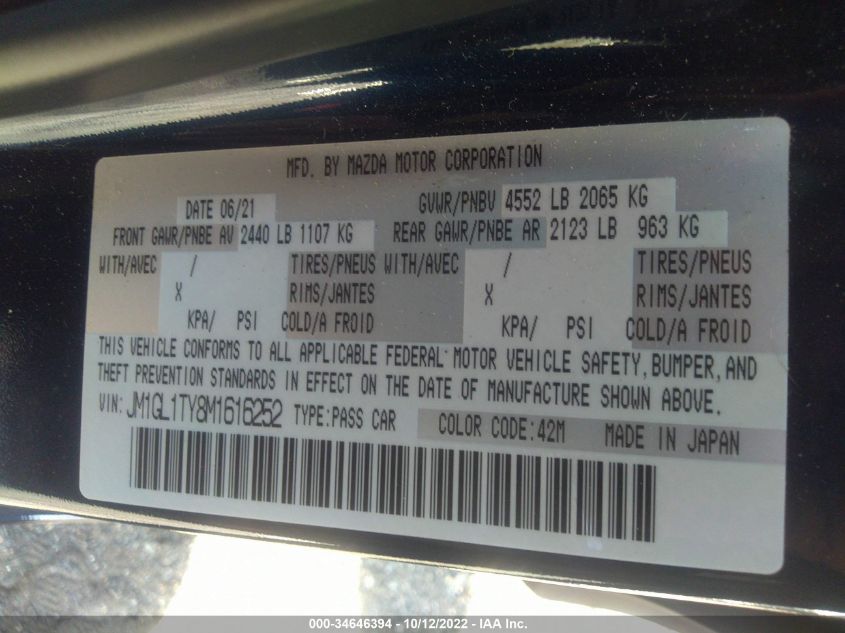 MFD. BY MAZDA MOTOR CORPORATION
DATE 06/21 GVWR/PNBV 4552 LB 2065 KG
FRONT GAWR/PNBE AV 2440 LB 1107 KG REAR GAWR/PNBE AR 2123 LB 963 KG
WITH/AVEC / TIRES/PNEUS WITH/AVEC / TIRES/PNEUS
X RIMS/JANTES X RIMS/JANTES
KPA/ PSI COLD/A FROID KPA/ PSI COLD/A FROID
THIS VEHICLE CONFORMS TO ALL APPLICABLE FEDERAL MOTOR VEHICLE SAFETY, BUMPER, AND
THEFT PREVENTION STANDARDS IN EFFECT ON THE DATE OF MANUFACTURE SHOWN ABOVE.
VIN: JM1GL1TY8M1616252 TYPE:PASS CAR COLOR CODE:42M MADE IN JAPAN
000-34646394 - 10/12/2022 - IAA Inc.